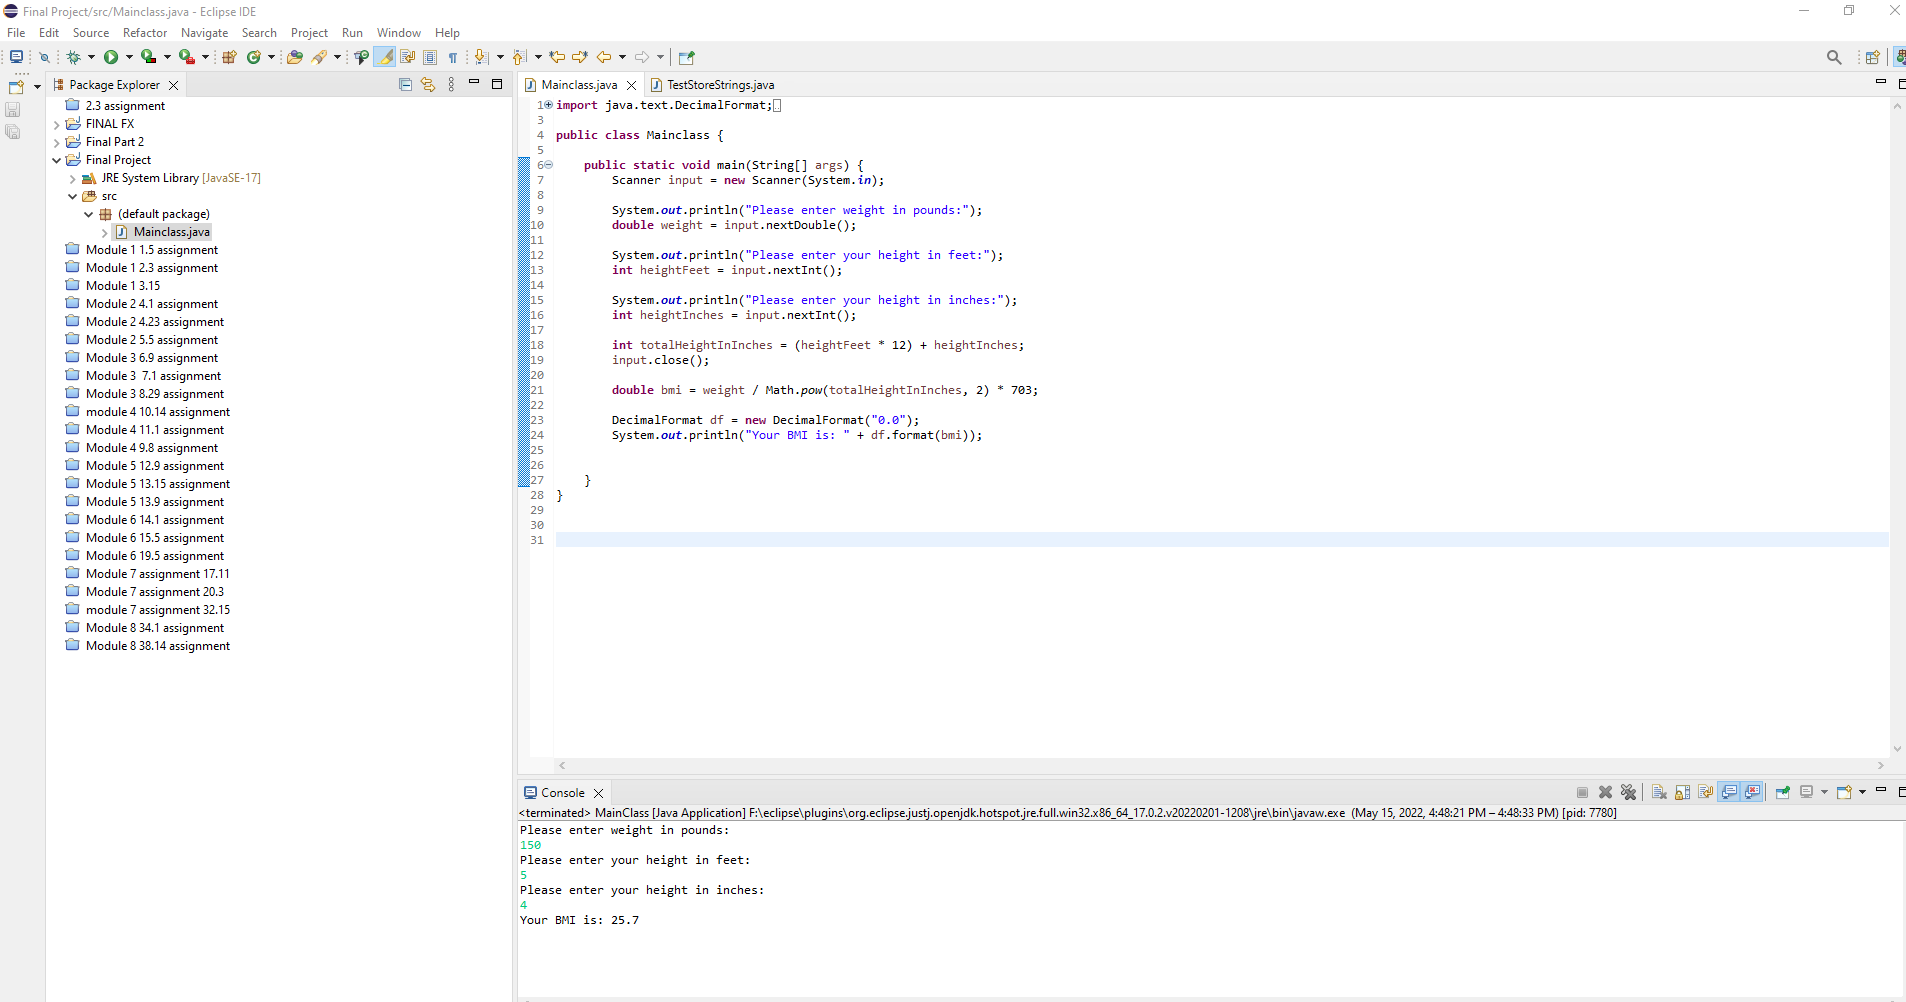 Final Project/src/Mainclass.java - Eclipse IDE
File Edit Source Refactor Navigate Search Project Run Window Help
Package Explorer
2.3 assignment
FINAL FX
Final Part 2
Final Project
JRE System Library [JavaSE-17]
src
(default package)
Mainclass.java
Module 1 1.5 assignment
Module 1 2.3 assignment
Module 1 3.15
Module 2 4.1 assignment
Module 2 4.23 assignment
Module 2 5.5 assignment
Module 3 6.9 assignment
Module 3  7.1 assignment
Module 3 8.29 assignment
module 4 10.14 assignment
Module 4 11.1 assignment
Module 4 9.8 assignment
Module 5 12.9 assignment
Module 5 13.15 assignment
Module 5 13.9 assignment
Module 6 14.1 assignment
Module 6 15.5 assignment
Module 6 19.5 assignment
Module 7 assignment 17.11
Module 7 assignment 20.3
module 7 assignment 32.15
Module 8 34.1 assignment
Module 8 38.14 assignment
Mainclass.java TestStoreStrings.java
1 import java.text.DecimalFormat;
3
4 public class Mainclass {
5
6     public static void main(String[] args) {
7         Scanner input = new Scanner(System.in);
8
9         System.out.println("Please enter weight in pounds:");
10         double weight = input.nextDouble();
11
12         System.out.println("Please enter your height in feet:");
13         int heightFeet = input.nextInt();
14
15         System.out.println("Please enter your height in inches:");
16         int heightInches = input.nextInt();
17
18         int totalHeightInInches = (heightFeet * 12) + heightInches;
19         input.close();
20
21         double bmi = weight / Math.pow(totalHeightInInches, 2) * 703;
22
23         DecimalFormat df = new DecimalFormat("0.0");
24         System.out.println("Your BMI is: " + df.format(bmi));
25
26
27     }
28 }
29
30
31
Console
<terminated> MainClass [Java Application] F:\eclipse\plugins\org.eclipse.justj.openjdk.hotspot.jre.full.win32.x86_64_17.0.2.v20220201-1208\jre\bin\javaw.exe (May 15, 2022, 4:48:21 PM – 4:48:33 PM) [pid: 7780]
Please enter weight in pounds:
150
Please enter your height in feet:
5
Please enter your height in inches:
4
Your BMI is: 25.7